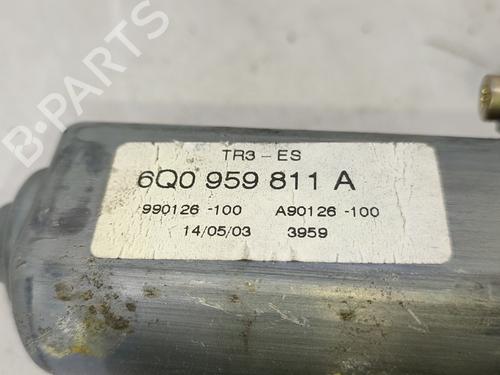 TR3 - ES
6Q0 959 811 A
990126 -100 A90126 -100
14/05/03 3959
B-PARTS